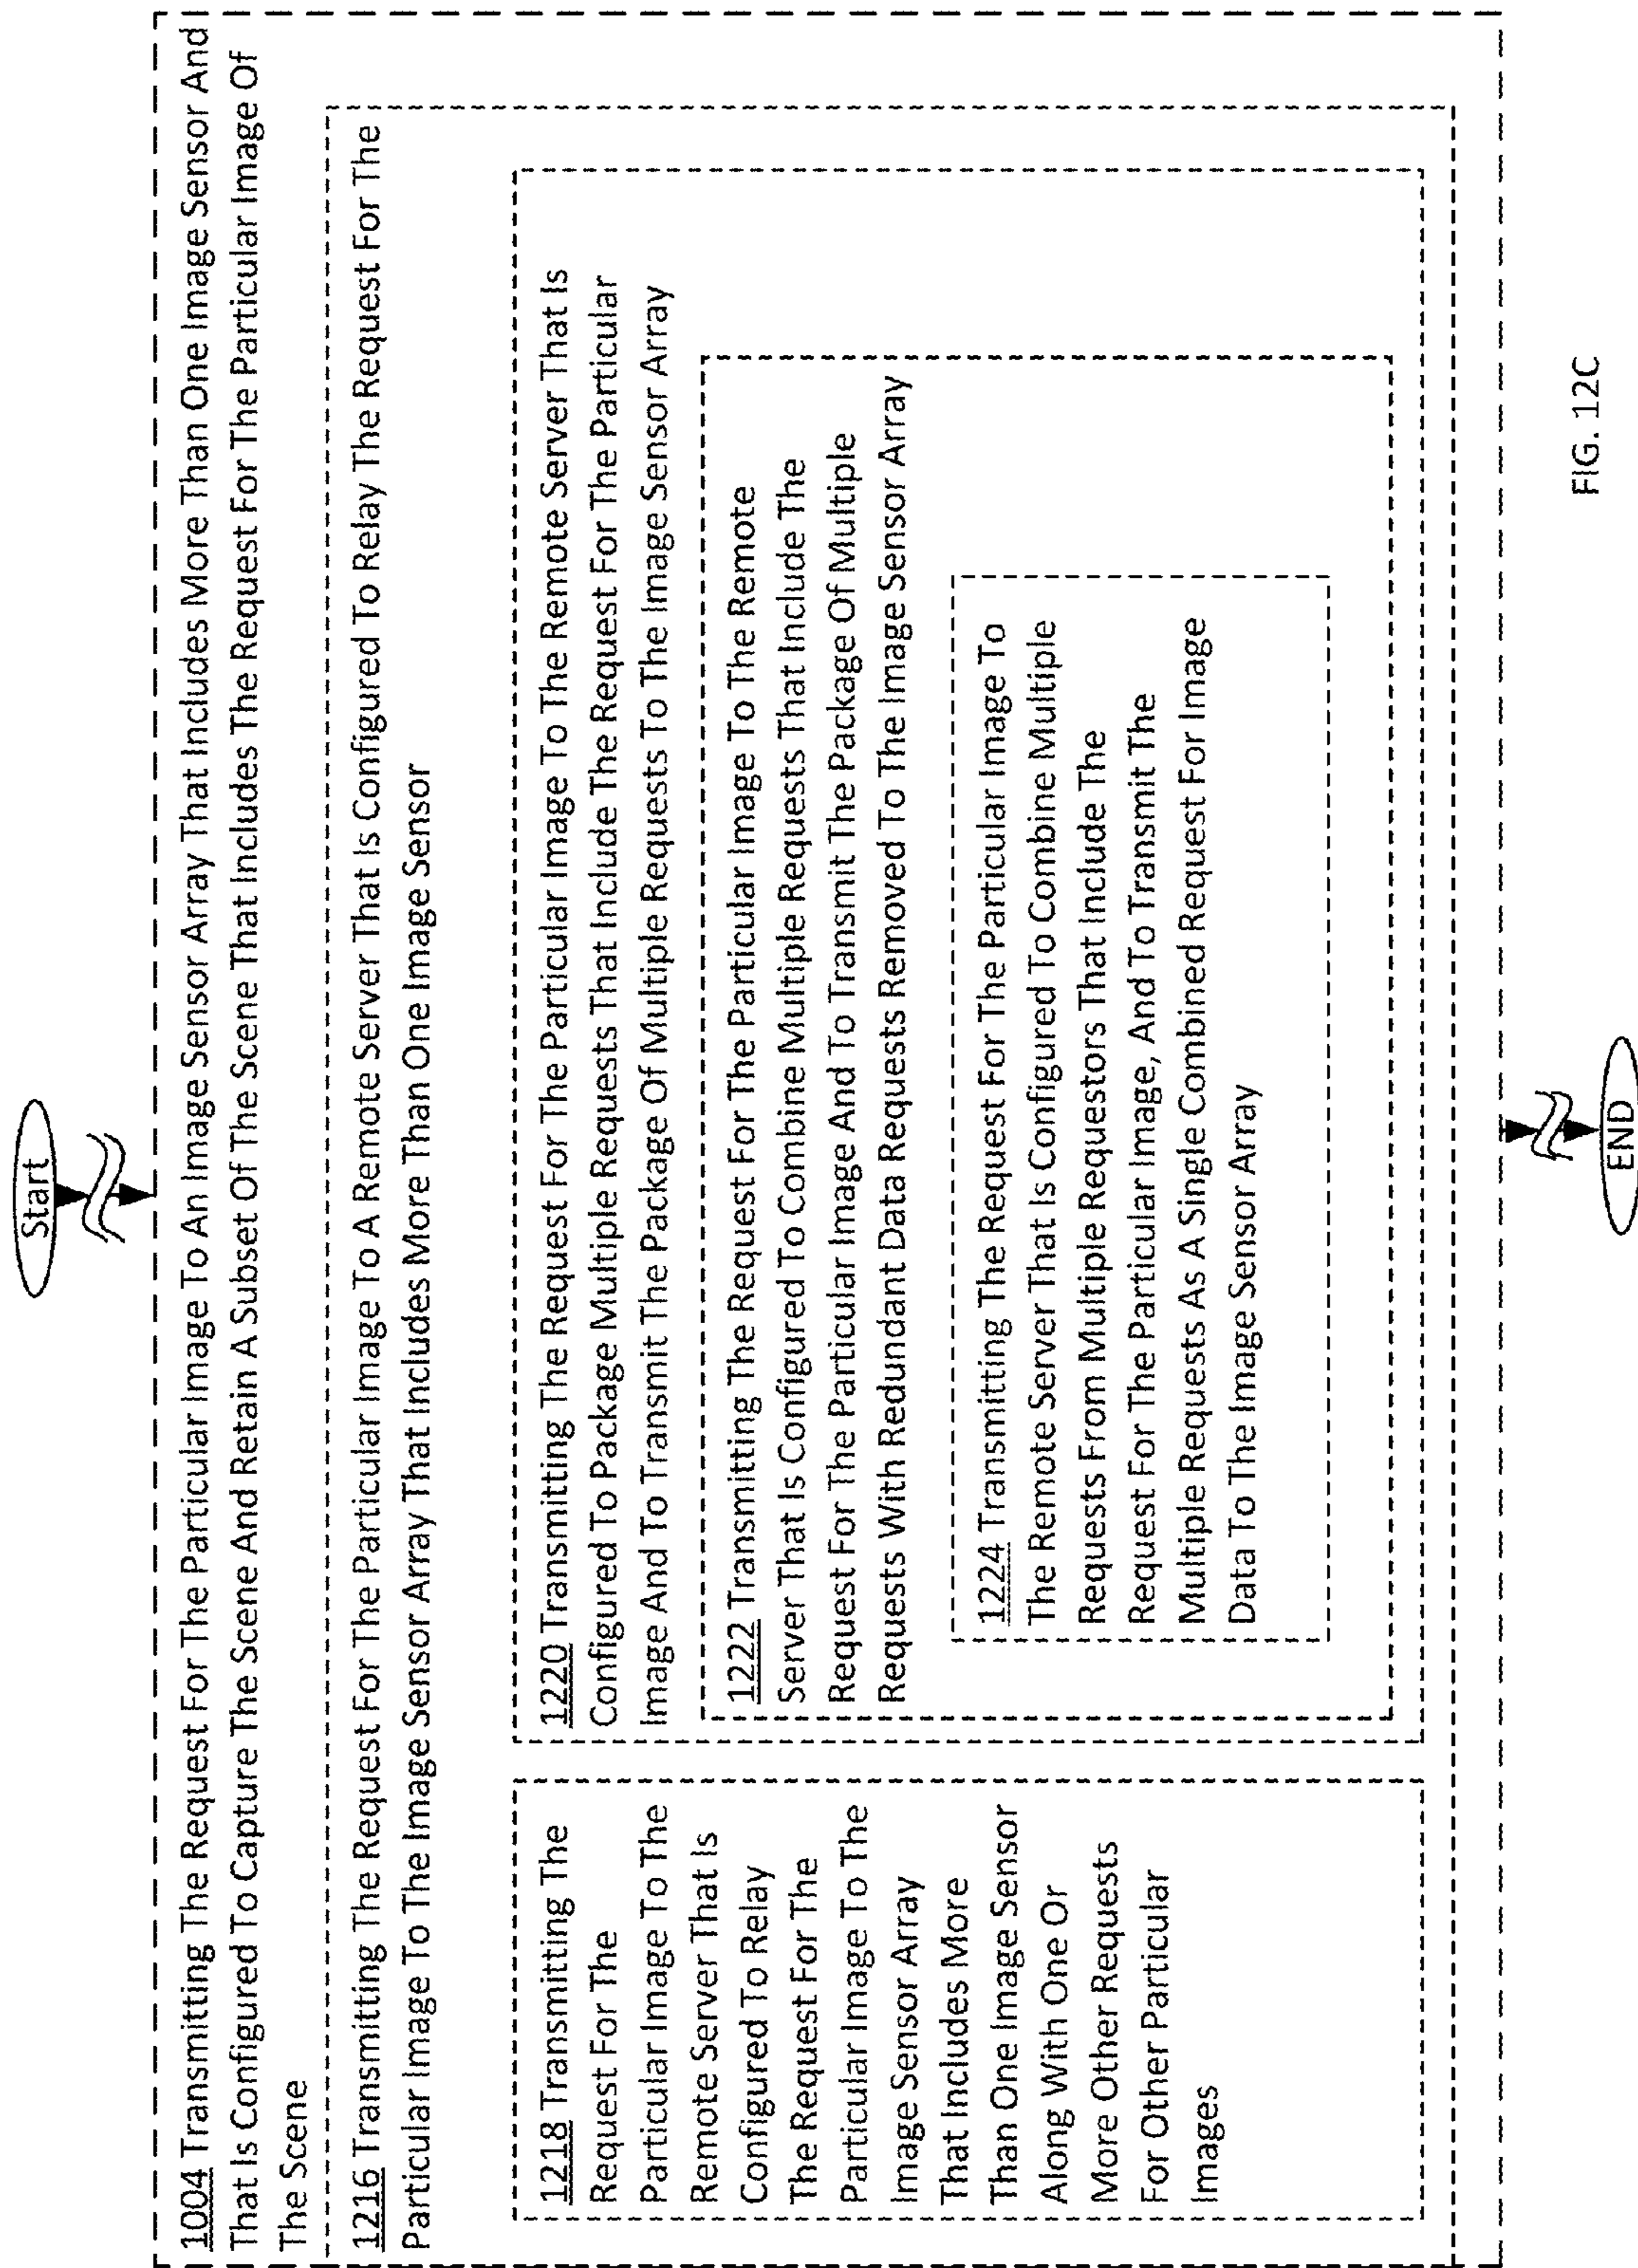 Start
1004 Transmitting The Request For The Particular Image To An Image Sensor Array That Includes More Than One Image Sensor And
That Is Configured To Capture The Scene And Retain A Subset Of The Scene That Includes The Request For The Particular Image Of
The Scene
1216 Transmitting The Request For The Particular Image To A Remote Server That Is Configured To Relay The Request For The
Particular Image To The Image Sensor Array That Includes More Than One Image Sensor
1218 Transmitting The
Request For The
Particular Image To The
Remote Server That Is
Configured To Relay
The Request For The
Particular Image To The
Image Sensor Array
That Includes More
Than One Image Sensor
Along With One Or
More Other Requests
For Other Particular
Images
1220 Transmitting The Request For The Particular Image To The Remote Server That Is
Configured To Package Multiple Requests That Include The Request For The Particular
Image And To Transmit The Package Of Multiple Requests To The Image Sensor Array
1222 Transmitting The Request For The Particular Image To The Remote
Server That Is Configured To Combine Multiple Requests That Include The
Request For The Particular Image And To Transmit The Package Of Multiple
Requests With Redundant Data Requests Removed To The Image Sensor Array
1224 Transmitting The Request For The Particular Image To
The Remote Server That Is Configured To Combine Multiple
Requests From Multiple Requestors That Include The
Request For The Particular Image, And To Transmit The
Multiple Requests As A Single Combined Request For Image
Data To The Image Sensor Array
END
FIG. 12C